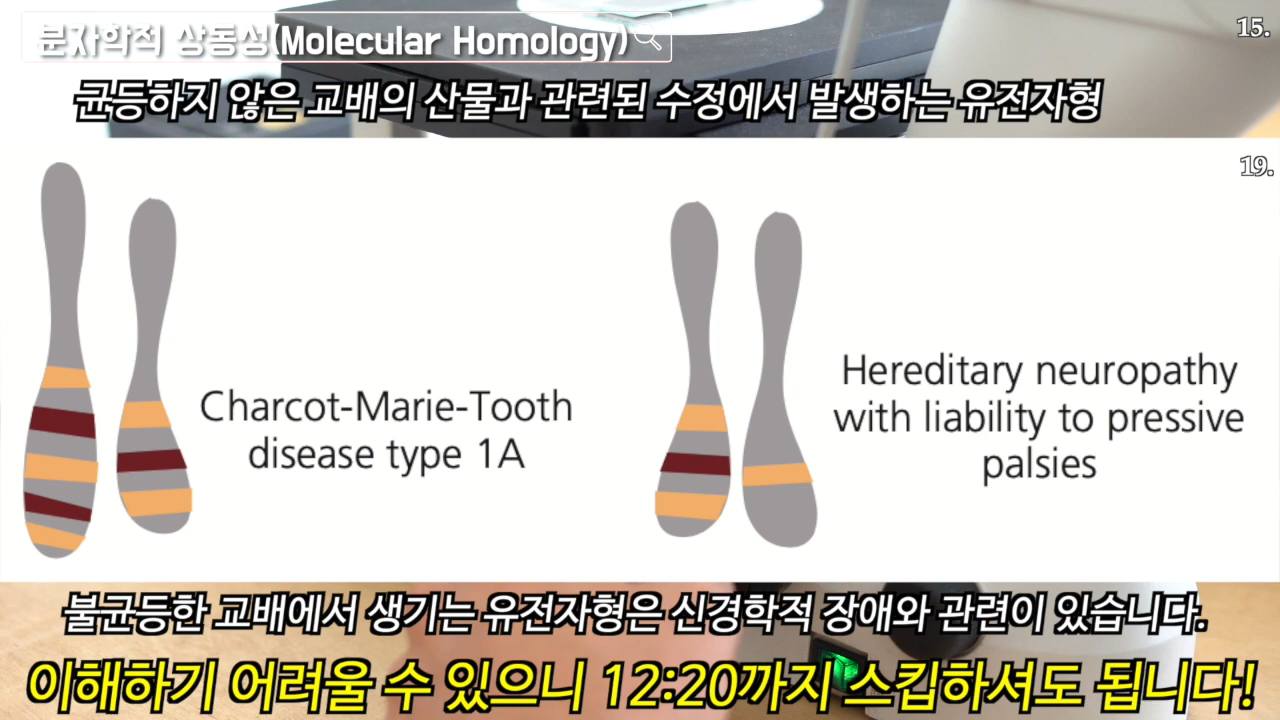 분자학적 상동성(Molecular Homology)
15.
균등하지 않은 교배의 산물과 관련된 수정에서 발생하는 유전자형
19.
Charcot-Marie-Tooth
disease type 1A
Hereditary neuropathy
with liability to pressive
palsies
불균등한 교배에서 생기는 유전자형은 신경학적 장애와 관련이 있습니다.
이해하기 어려울 수 있으니 12:20까지 스킵하셔도 됩니다!